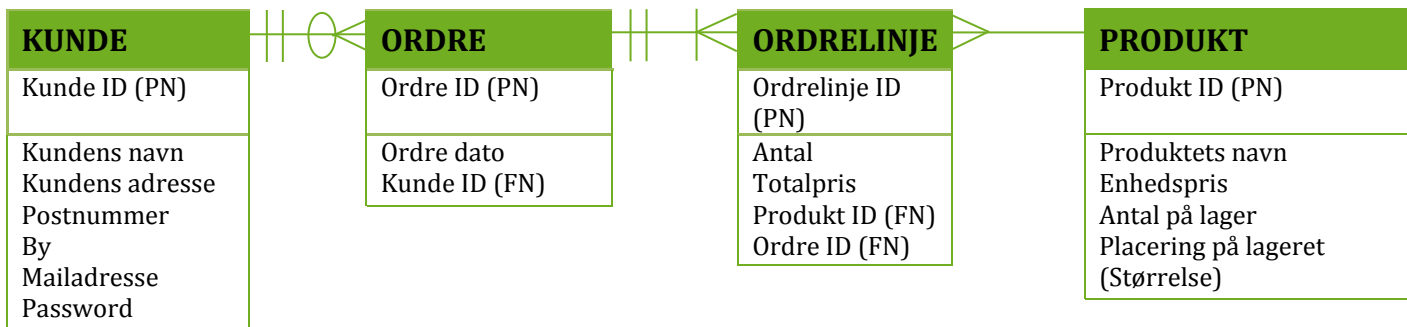 KUNDE
Kunde ID (PN)
Kundens navn
Kundens adresse
Postnummer
By
Mailadresse
Password
ORDRE
Ordre ID (PN)
Ordre dato
Kunde ID (FN)
ORDRELINJE
Ordrelinje ID
(PN)
Antal
Totalpris
Produkt ID (FN)
Ordre ID (FN)
PRODUKT
Produkt ID (PN)
Produktets navn
Enhedspris
Antal på lager
Placering på lageret
(Størrelse)